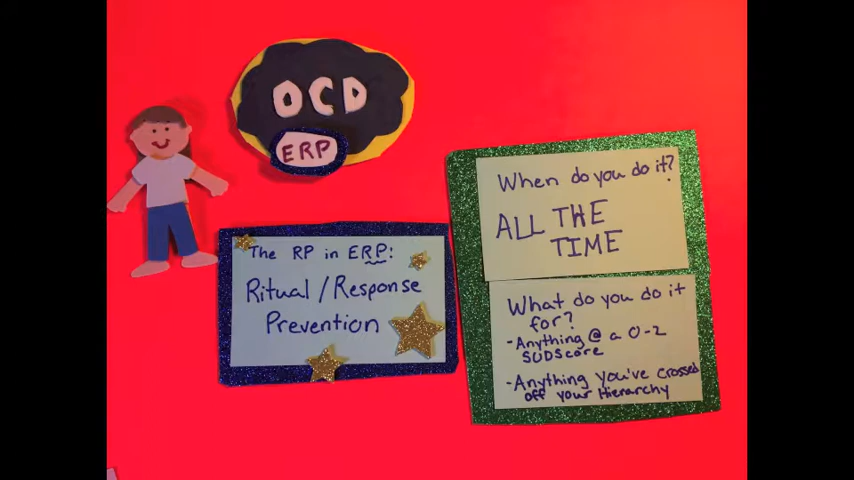 OCD
ERP
The RP in ERP:
Ritual/Response
Prevention
When do you do it?
ALL THE
TIME
What do you do it
for?
-Anything @ a 0-2
SUDScore
-Anything you've crossed
off your Hierarchy